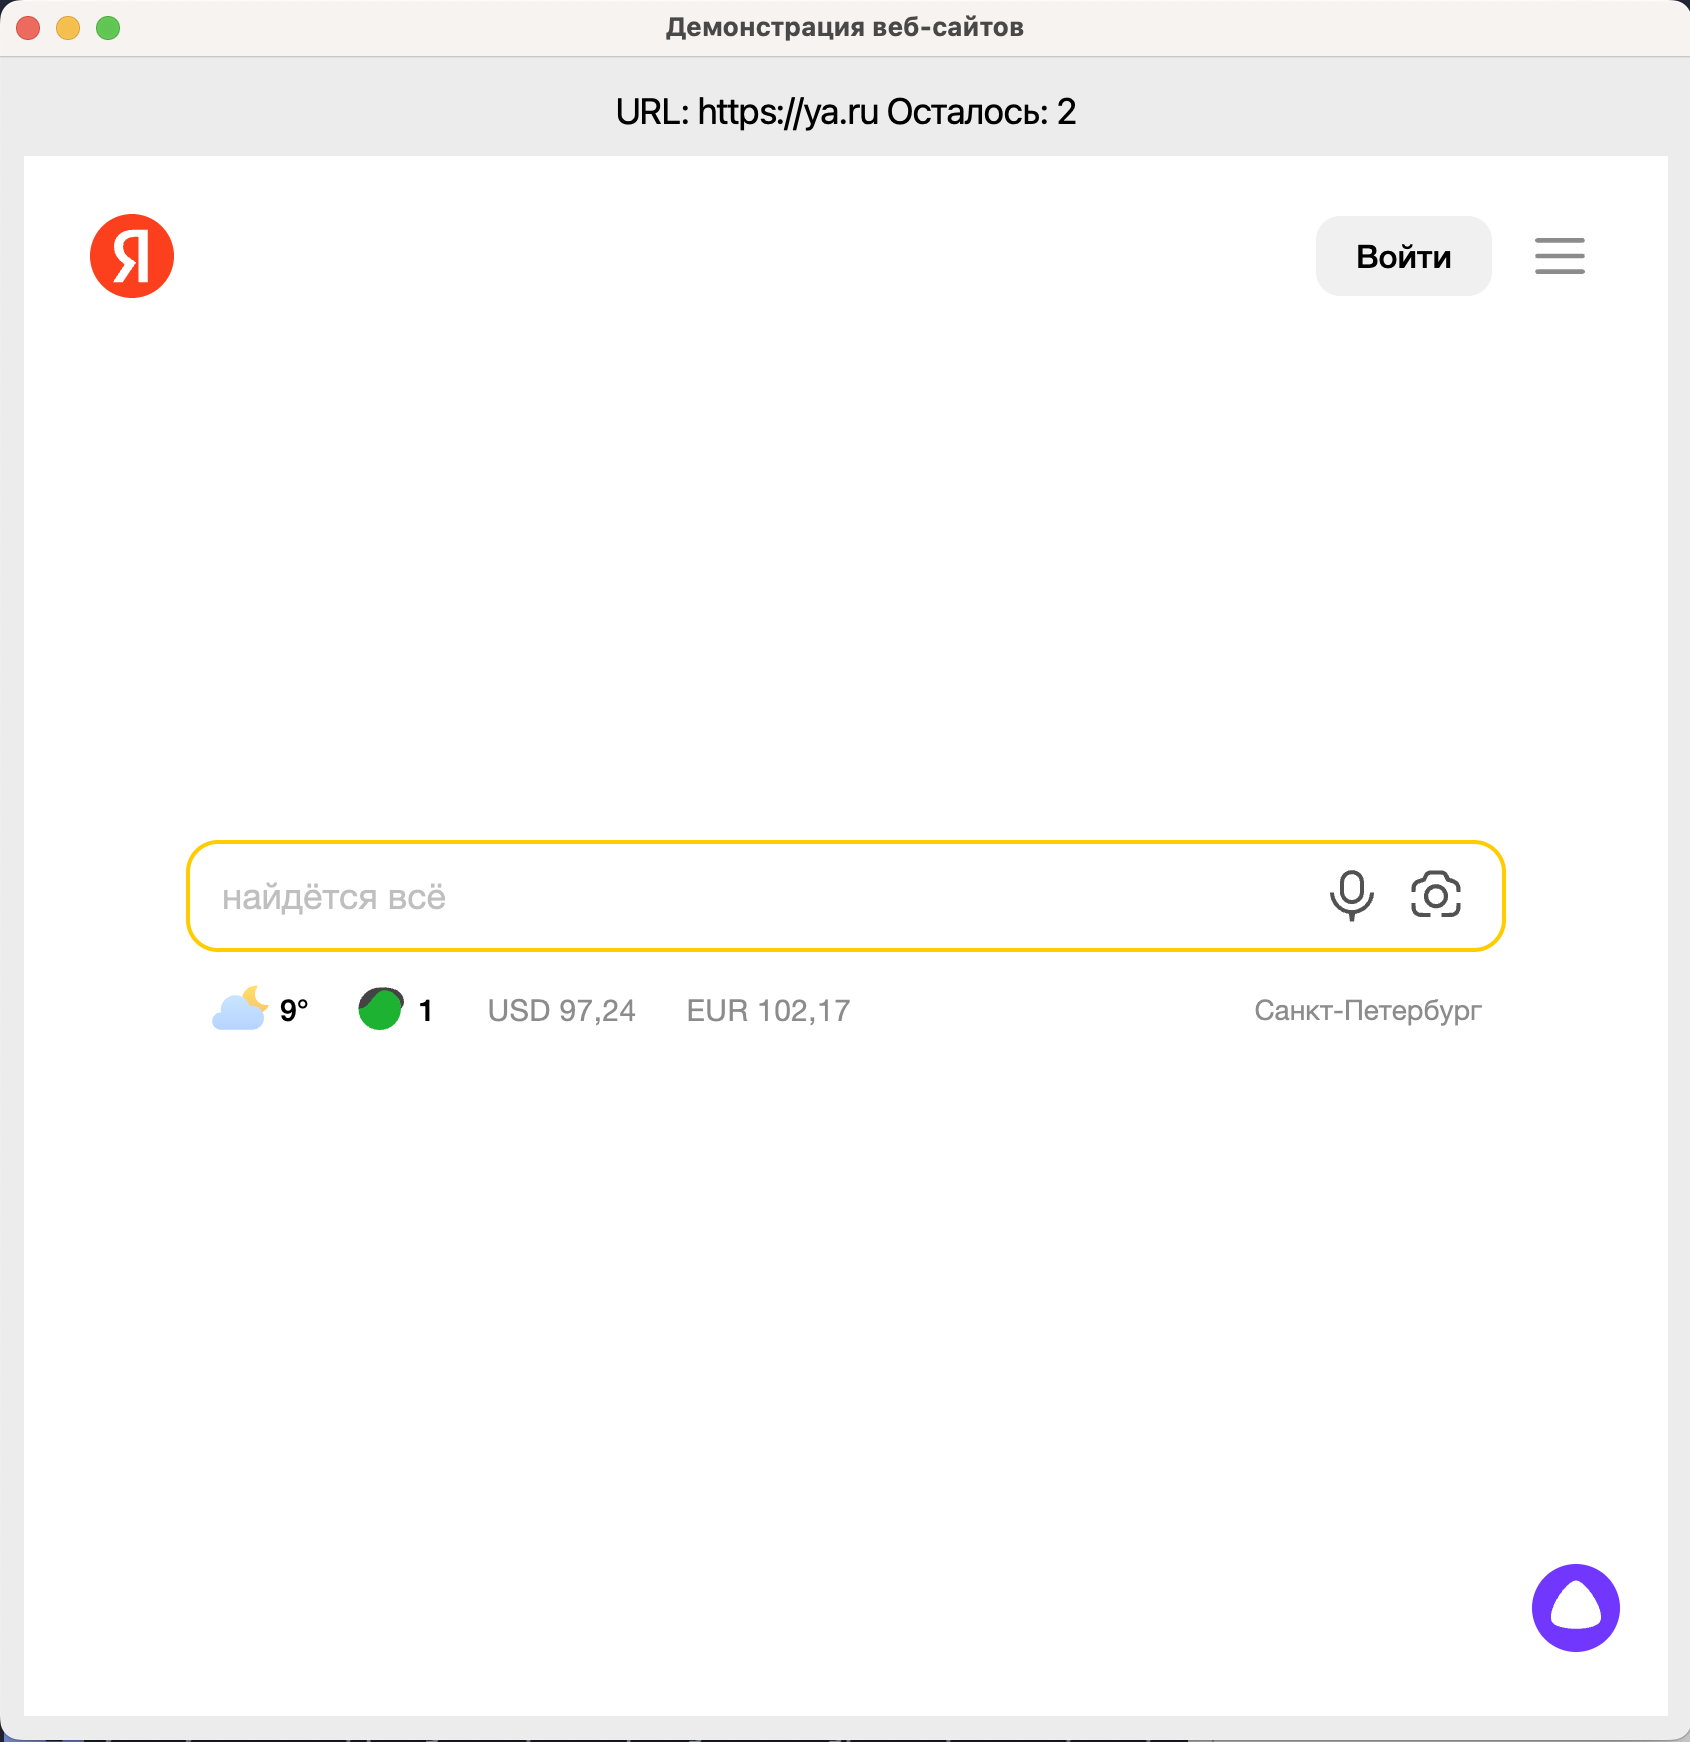 Демонстрация веб-сайтов
URL: https://ya.ru Осталось: 2
Я
Войти
найдётся всё
9° 1 USD 97,24 EUR 102,17 Санкт-Петербург